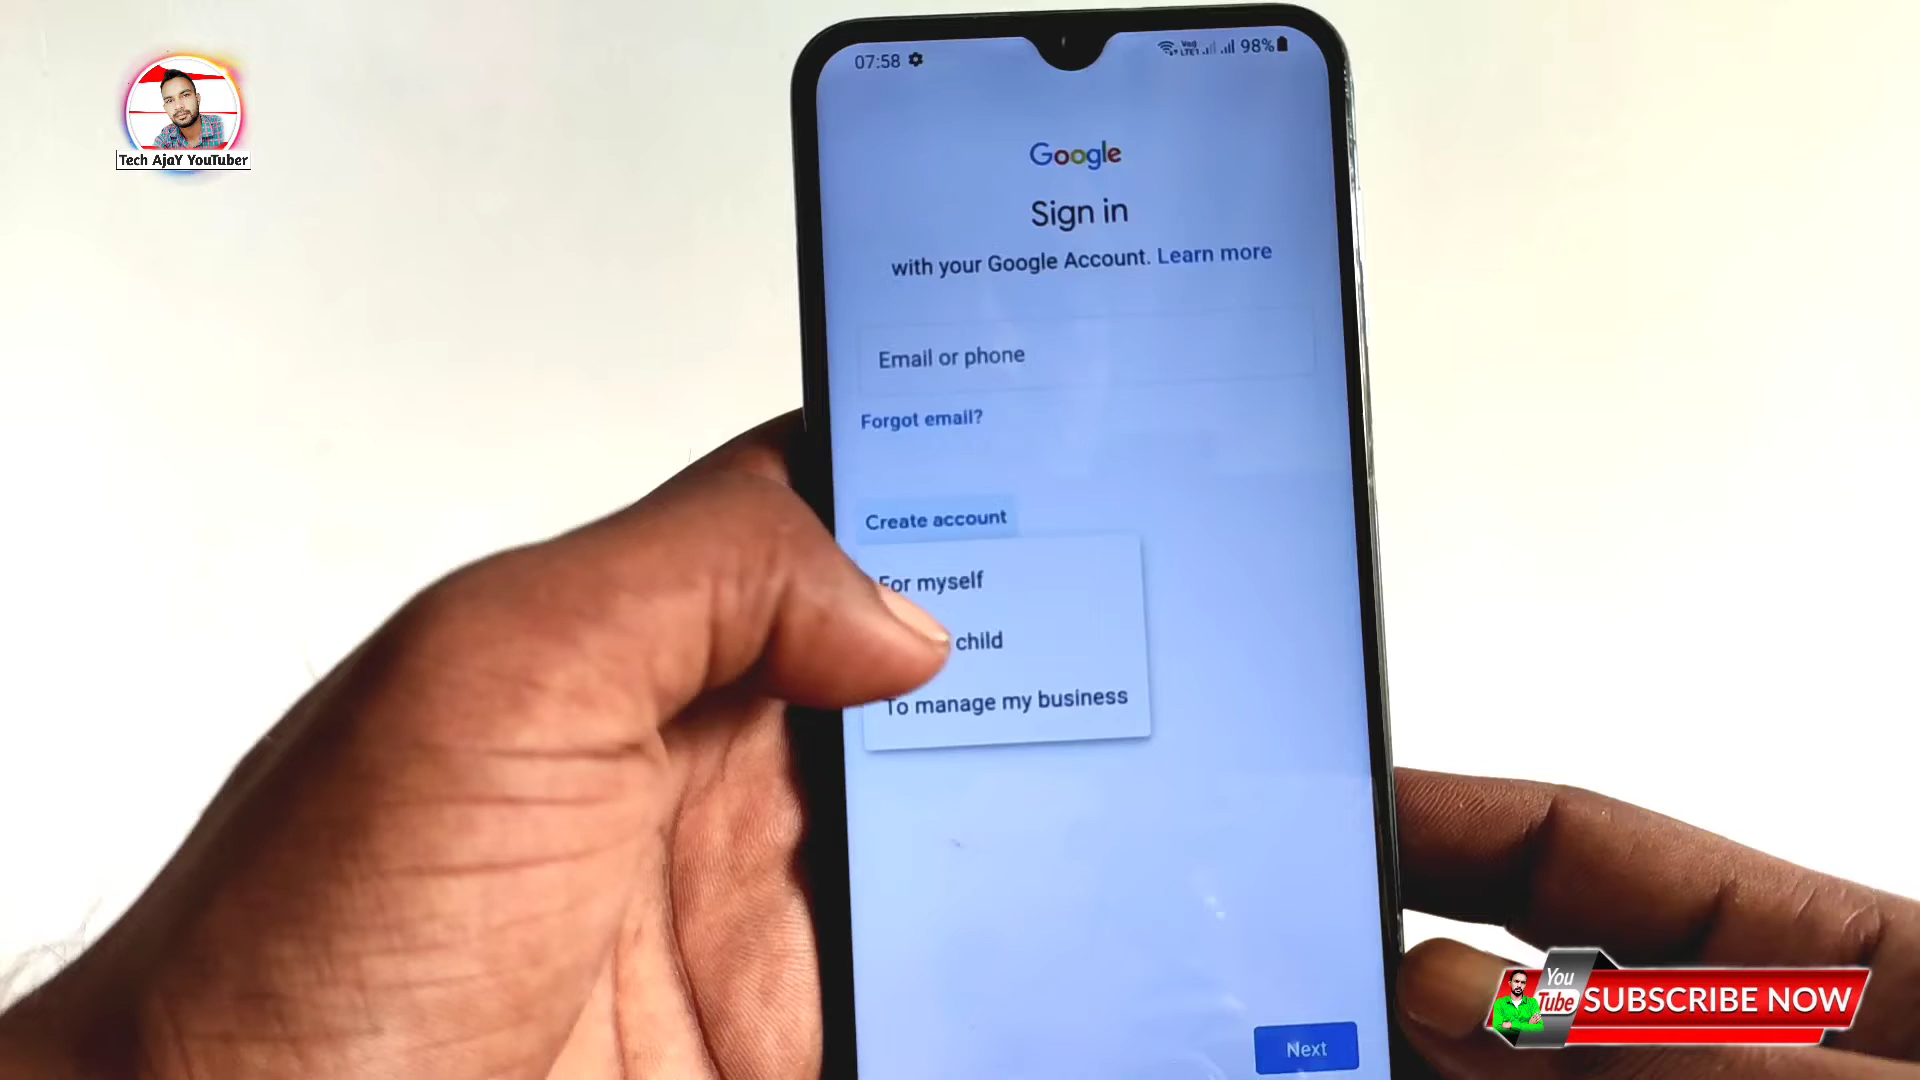 Tech AjaY YouTuber
07:58
98%
Google
Sign in
with your Google Account. Learn more
Email or phone
Forgot email?
Create account
For myself
child
To manage my business
Next
You
Tube
SUBSCRIBE NOW